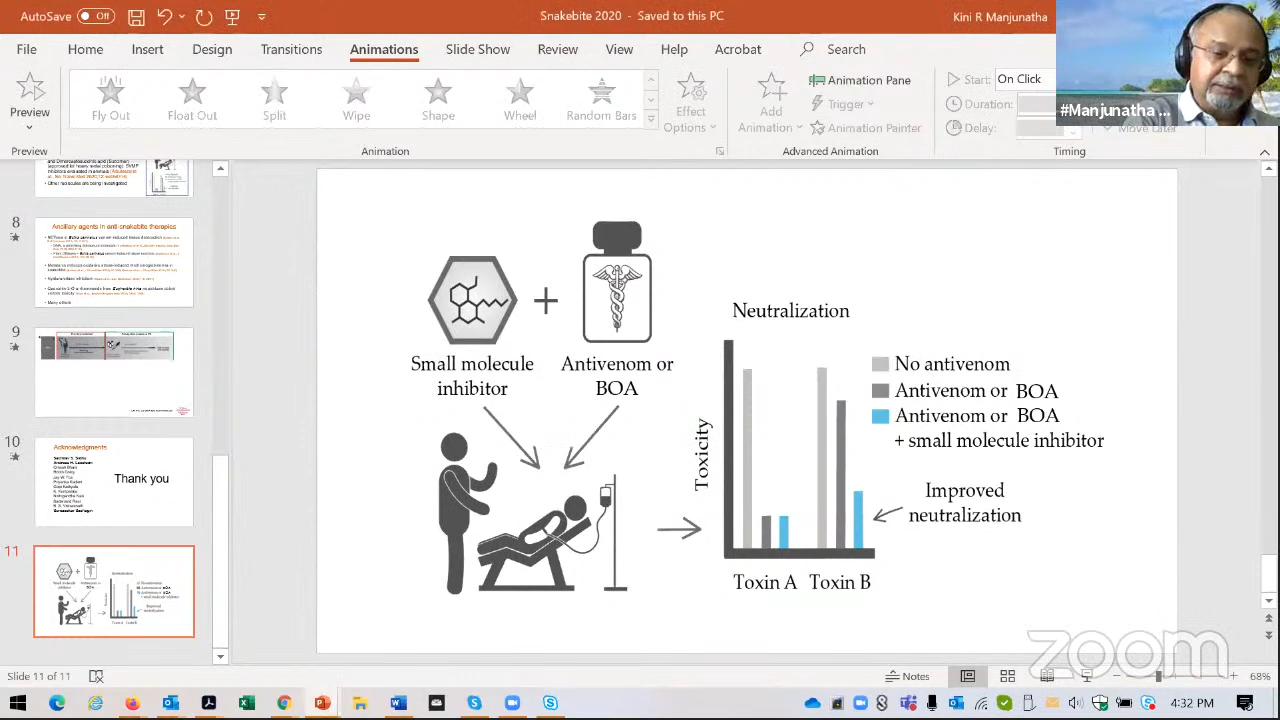 AutoSave Off
Snakebite 2020 - Saved to this PC
Kini R Manjunatha
File Home Insert Design Transitions Animations Slide Show Review View Help Acrobat Search
Preview
Fly Out Float Out Split Wipe Shape Wheel Random Bars
Effect
Options
Add
Animation
Animation Pane
Trigger
Animation Painter
Start: On Click
Duration:
Delay:
Move Later
#Manjunatha ...
Preview Animation Advanced Animation Timing
8
Ancillary agents in anti-snakebite therapies
9
10
Acknowledgments
Thank you
11
Small molecule
inhibitor
+
Antivenom or
BOA
Neutralization
Toxicity
No antivenom
Antivenom or BOA
Antivenom or BOA
+ small molecule inhibitor
Improved
neutralization
Toxin A Toxin B
zoom
Slide 11 of 11
Notes
68%
4:32 PM